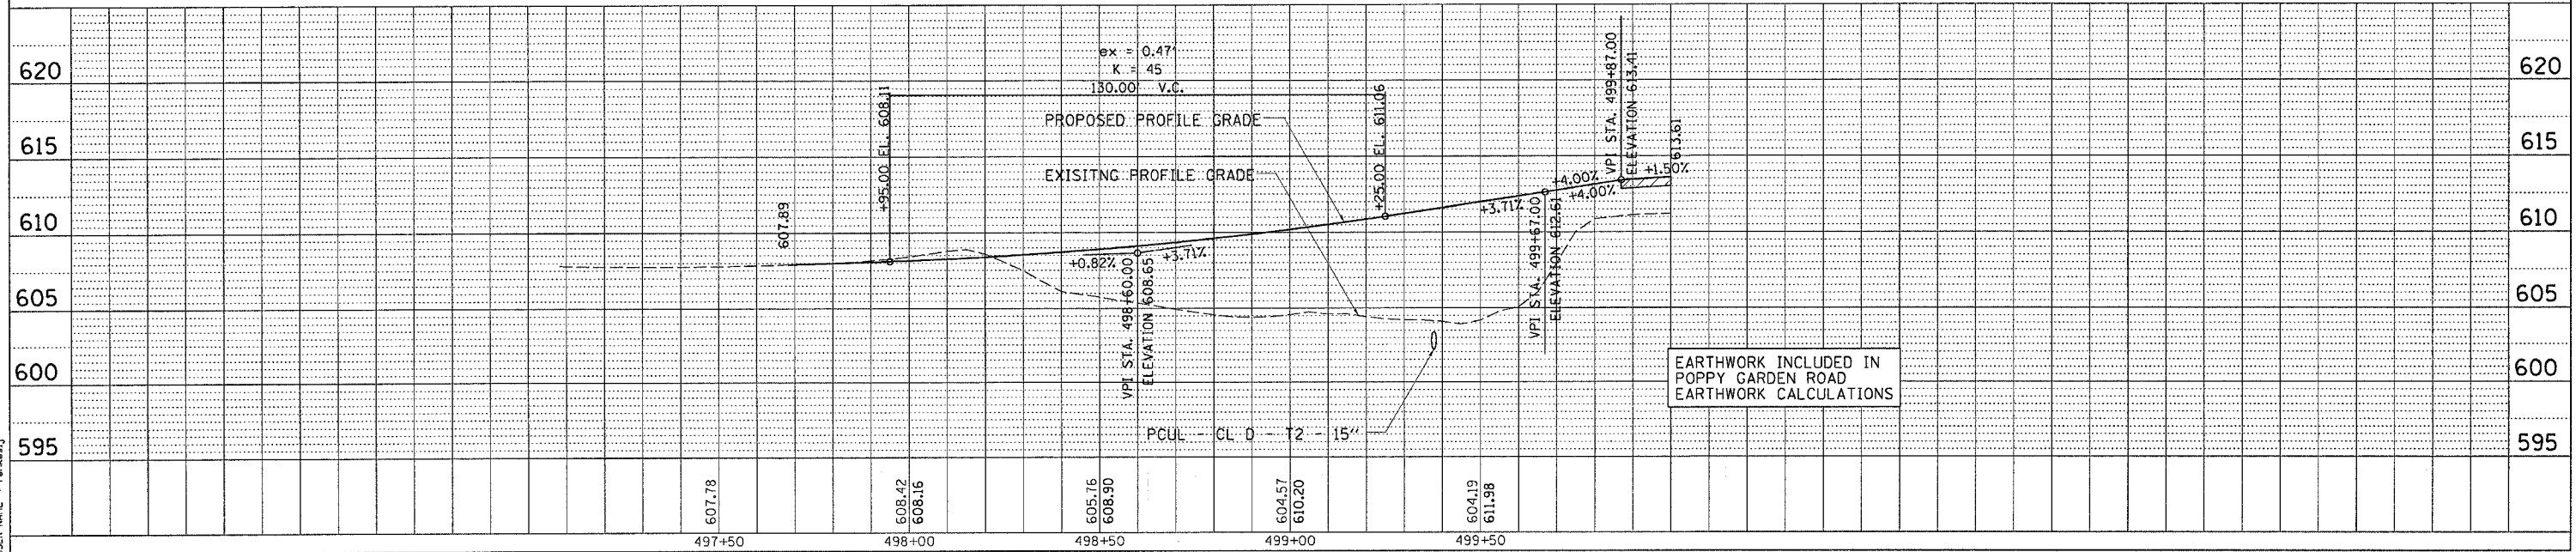 ex = 0.47'
K = 45
130.00' V.C.
620
620
615
615
610
610
605
605
600
600
595
595
+95.00 EL. 608.11
+25.00 EL. 611.06
VPI STA. 499+87.00
ELEVATION 613.41
613.61
PROPOSED PROFILE GRADE
EXISITNG PROFILE GRADE
607.89
+0.82%
+3.71%
VPI STA. 498+60.00
ELEVATION 608.65
+3.71%
+4.00%
+4.00%
+1.50%
VPI STA. 499+67.00
ELEVATION 612.61
EARTHWORK INCLUDED IN
POPPY GARDEN ROAD
EARTHWORK CALCULATIONS
PCUL - CL D - T2 - 15"
607.78
608.42
608.16
605.76
608.90
604.57
610.20
604.19
611.98
497+50
498+00
498+50
499+00
499+50